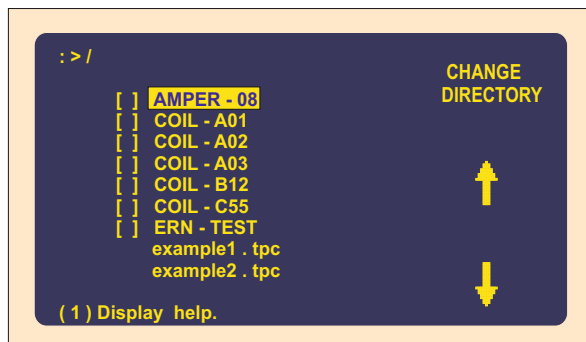 : > /
CHANGE
DIRECTORY
[ ] AMPER - 08
[ ] COIL - A01
[ ] COIL - A02
[ ] COIL - A03
[ ] COIL - B12
[ ] COIL - C55
[ ] ERN - TEST
example1 . tpc
example2 . tpc
( 1 ) Display help.